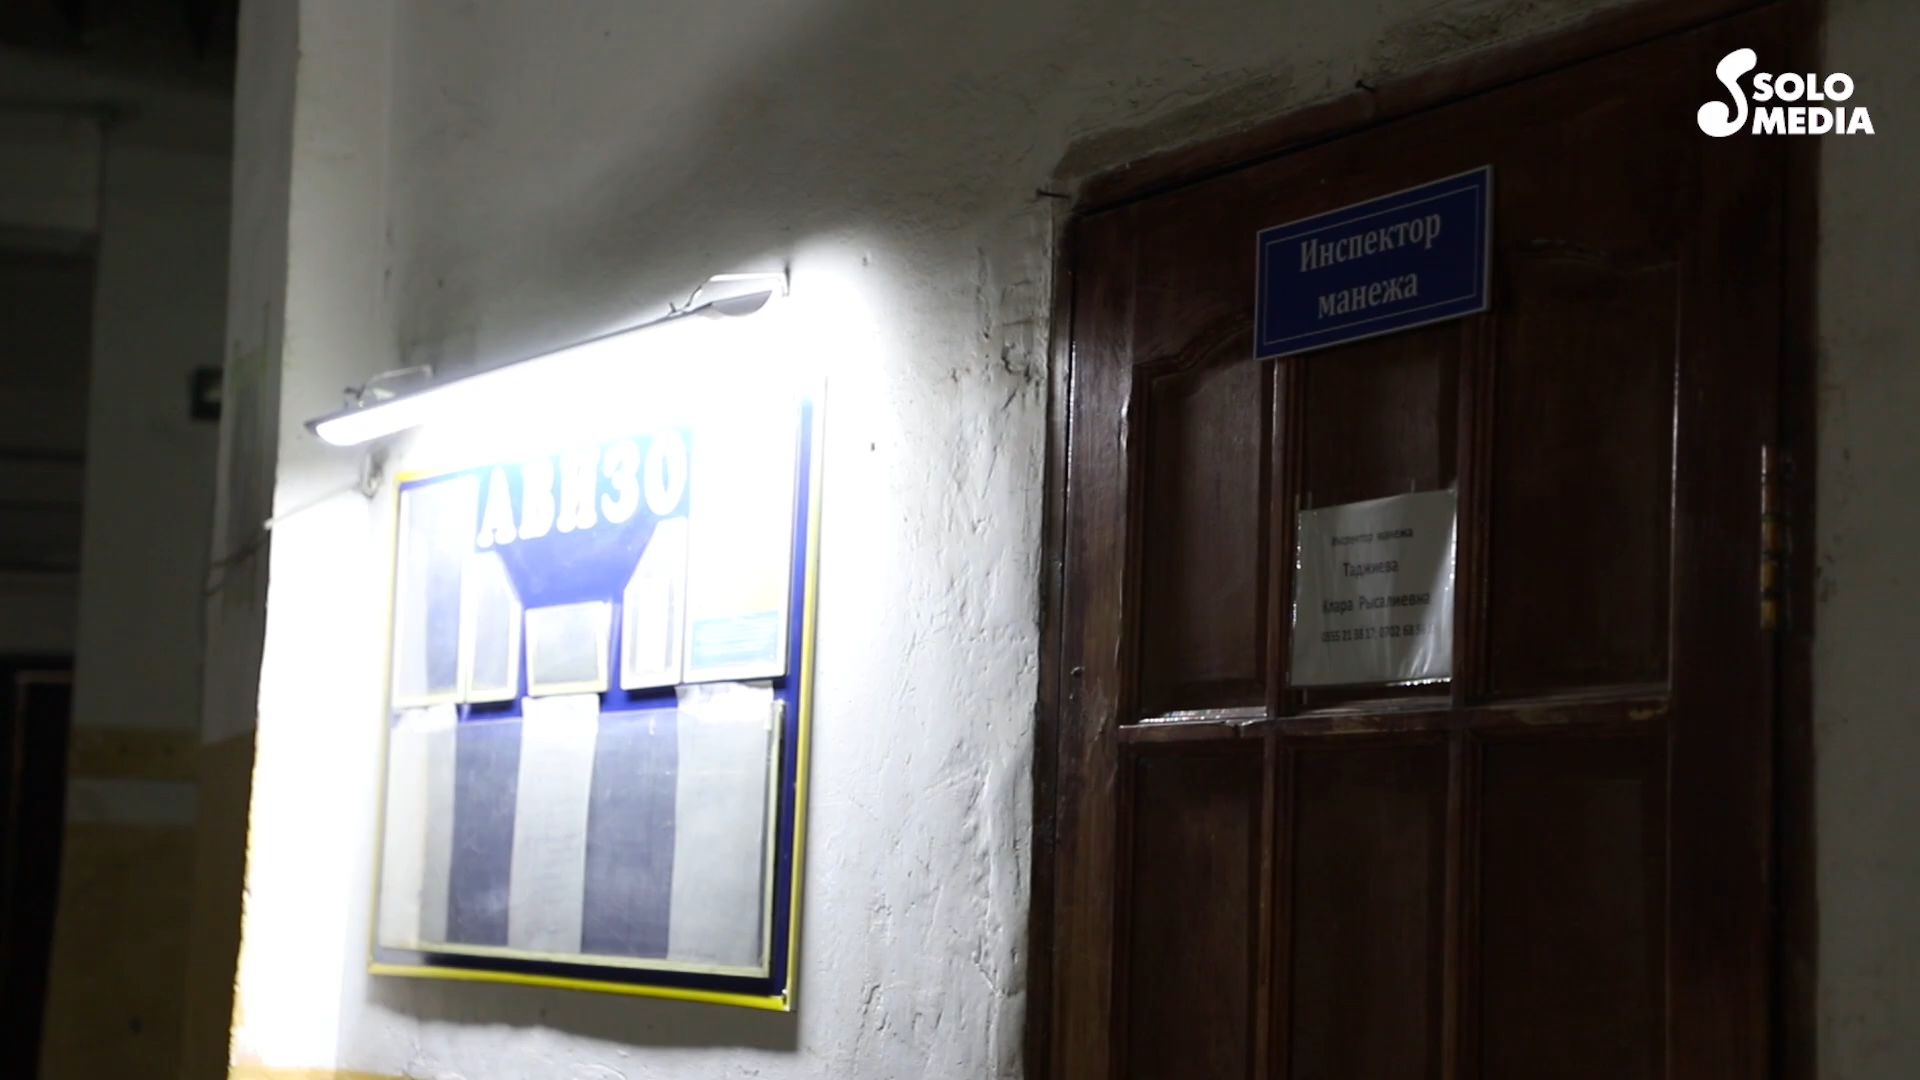 SOLO
MEDIA
Инспектор
манежа
АВИЗО
Инспектор манежа
Таджиева
Клара Рысалиевна